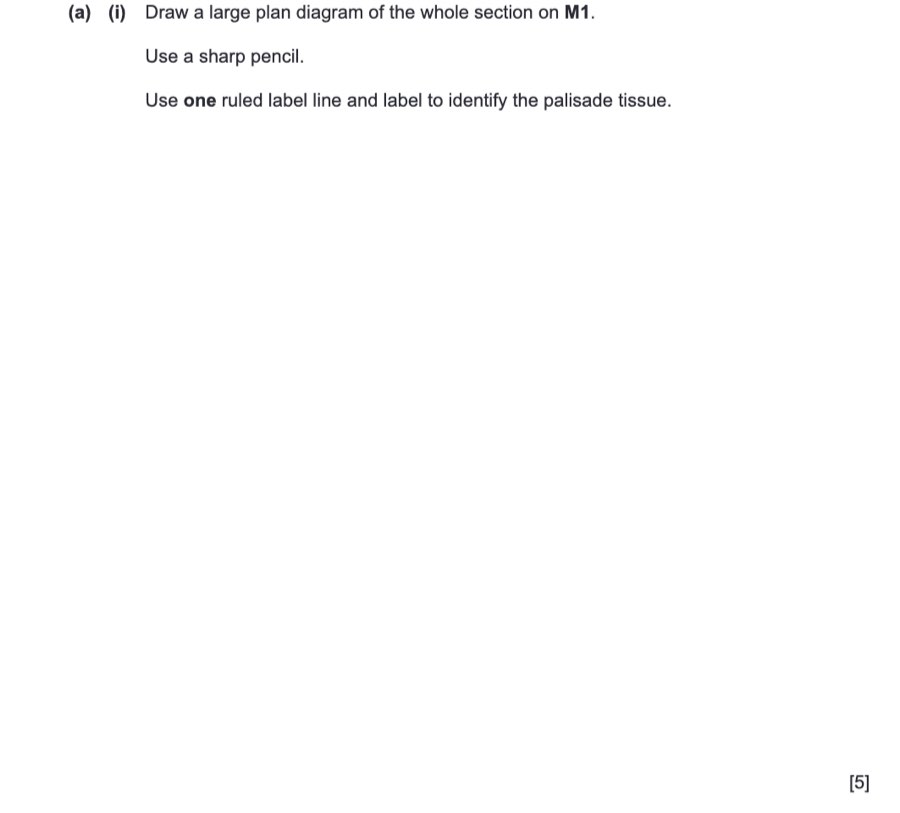 (a) (i) Draw a large plan diagram of the whole section on M1.
Use a sharp pencil.
Use one ruled label line and label to identify the palisade tissue.
[5]